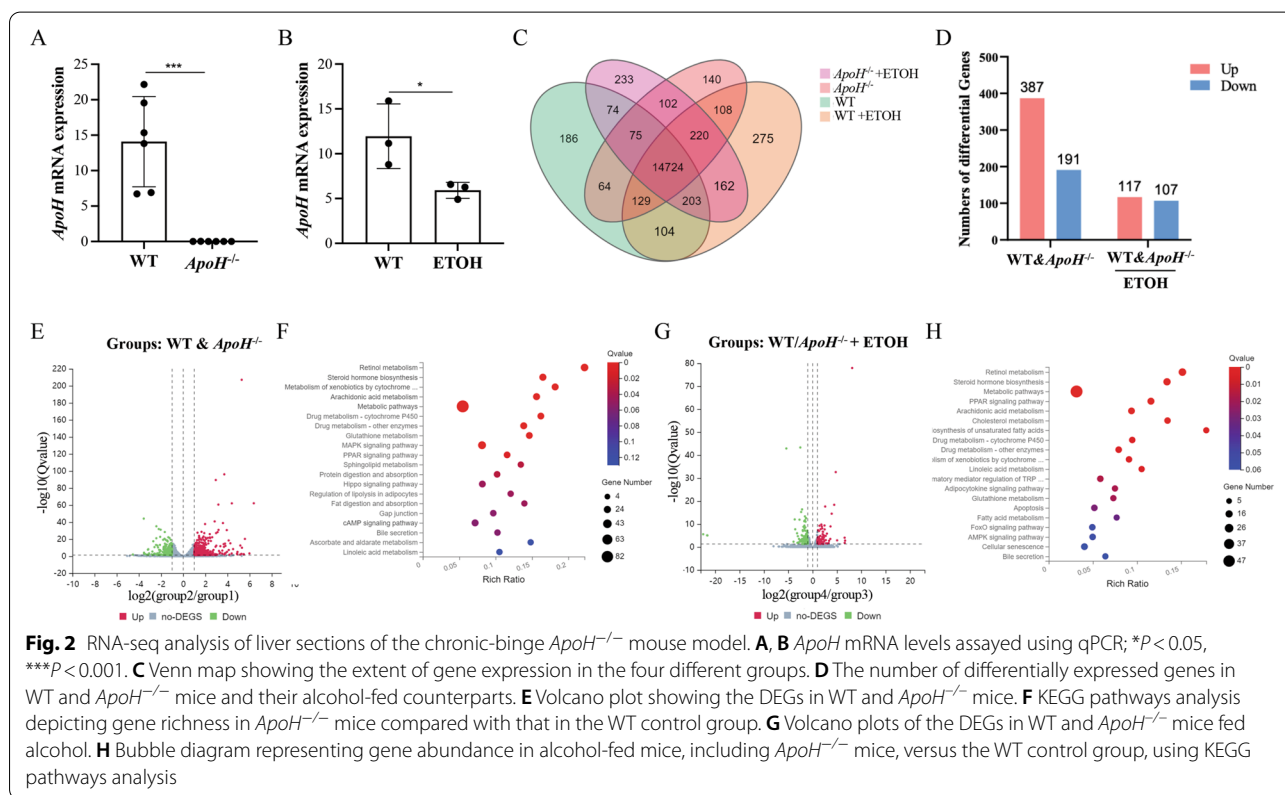 A
ApoH mRNA expression
25
20
15
10
5
0
***
WT
ApoH-/-
B
ApoH mRNA expression
20
15
10
5
0
*
WT
ETOH
C
233
140
74
102
108
186
75
220
275
14724
64
162
129
203
104
ApoH-/- +ETOH
ApoH-/-
WT
WT +ETOH
D
Numbers of differential Genes
500
400
300
200
100
0
387
191
117
107
Up
Down
WT&ApoH-/-
WT&ApoH-/-
ETOH
E
Groups: WT & ApoH-/-
-log10(Qvalue)
220
200
180
160
140
120
100
80
60
40
20
0
-20
-10 -8 -6 -4 -2 0 2 4 6 8
log2(group2/group1)
Up no-DEGS Down
F
Retinol metabolism
Steroid hormone biosynthesis
Metabolism of xenobiotics by cytochrome ...
Arachidonic acid metabolism
Metabolic pathways
Drug metabolism - cytochrome P450
Drug metabolism - other enzymes
Glutathione metabolism
MAPK signaling pathway
PPAR signaling pathway
Sphingolipid metabolism
Protein digestion and absorption
Hippo signaling pathway
Regulation of lipolysis in adipocytes
Fat digestion and absorption
Gap junction
cAMP signaling pathway
Bile secretion
Ascorbate and aldarate metabolism
Linoleic acid metabolism
0 0.05 0.1 0.15 0.2
Rich Ratio
Qvalue
0
0.02
0.04
0.06
0.08
0.10
0.12
Gene Number
4
24
43
63
82
G
Groups: WT/ApoH-/- + ETOH
-log10(Qvalue)
80
70
60
50
40
30
20
10
0
-10
-20 -15 -10 -5 0 5 10 15 20
log2(group4/group3)
Up no-DEGS Down
H
Retinol metabolism
Steroid hormone biosynthesis
Metabolic pathways
PPAR signaling pathway
Arachidonic acid metabolism
Cholesterol metabolism
osynthesis of unsaturated fatty acids
Drug metabolism - cytochrome P450
Drug metabolism - other enzymes
olism of xenobiotics by cytochrome ...
Linoleic acid metabolism
matory mediator regulation of TRP ...
Adipocytokine signaling pathway
Glutathione metabolism
Apoptosis
Fatty acid metabolism
FoxO signaling pathway
AMPK signaling pathway
Cellular senescence
Bile secretion
0 0.05 0.1 0.15
Rich Ratio
Qvalue
0
0.01
0.02
0.03
0.04
0.05
0.06
Gene Number
5
16
26
37
47
Fig. 2 RNA-seq analysis of liver sections of the chronic-binge ApoH−/− mouse model. A, B ApoH mRNA levels assayed using qPCR; *P < 0.05,
***P < 0.001. C Venn map showing the extent of gene expression in the four different groups. D The number of differentially expressed genes in
WT and ApoH−/− mice and their alcohol-fed counterparts. E Volcano plot showing the DEGs in WT and ApoH−/− mice. F KEGG pathways analysis
depicting gene richness in ApoH−/− mice compared with that in the WT control group. G Volcano plots of the DEGs in WT and ApoH−/− mice fed
alcohol. H Bubble diagram representing gene abundance in alcohol-fed mice, including ApoH−/− mice, versus the WT control group, using KEGG
pathways analysis